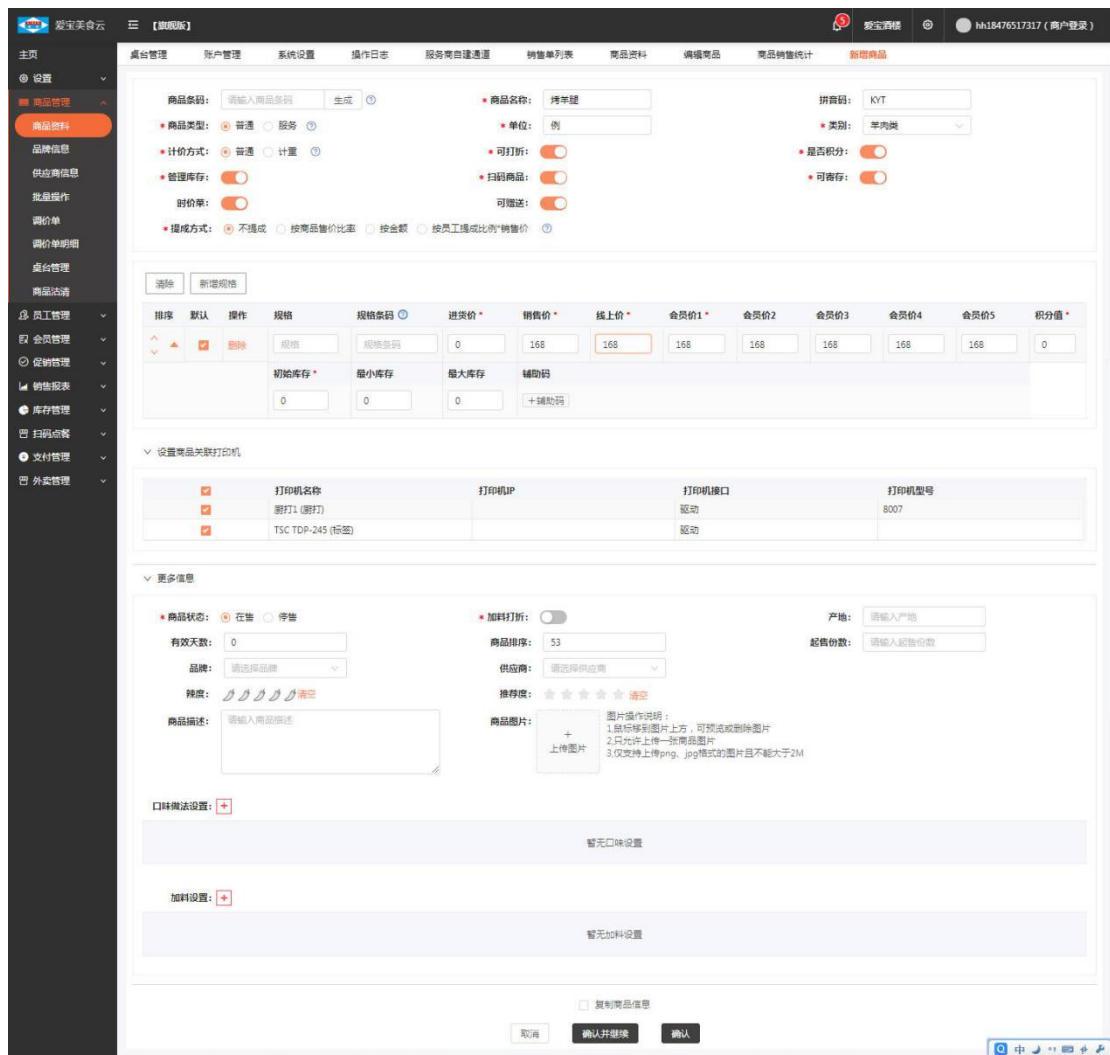 爱宝美食云 【旗舰版】 5 爱宝酒楼 hh18476517317 ( 商户登录 )
主页
设置
商品管理
商品资料
品牌信息
供应商信息
批量操作
调价单
调价单明细
桌台管理
商品沽清
员工管理
会员管理
促销管理
销售报表
库存管理
扫码点餐
支付管理
外卖管理
桌台管理 账户管理 系统设置 操作日志 服务商自建通道 销售单列表 商品资料 编辑商品 商品销售统计 新增商品
商品条码: 请输入商品条码 生成 * 商品名称: 烤羊腿 拼音码: KYT
* 商品类型: 普通 服务 * 单位: 例 * 类别: 羊肉类
* 计价方式: 普通 计重 * 可打折: * 是否积分:
* 管理库存: * 扫码商品: * 可寄存:
时价菜: 可赠送:
* 提成方式: 不提成 按商品售价比率 按金额 按员工提成比例*销售价
清除 新增规格
排序 默认 操作 规格 规格条码 进货价 * 销售价 * 线上价 * 会员价1 * 会员价2 会员价3 会员价4 会员价5 积分值 *
删除 规格 规格条码 0 168 168 168 168 168 168 168 0
初始库存 * 最小库存 最大库存 辅助码
0 0 0 +辅助码
设置商品关联打印机
打印机名称 打印机IP 打印机接口 打印机型号
厨打1 (厨打) 驱动 8007
TSC TDP-245 (标签) 驱动
更多信息
* 商品状态: 在售 停售 * 加料打折: 产地: 请输入产地
有效天数: 0 商品排序: 53 起售份数: 请输入起售份数
品牌: 请选择品牌 供应商: 请选择供应商
辣度: 清空 推荐度: 清空
商品描述: 请输入商品描述 商品图片: + 上传图片
图片操作说明：
1.鼠标移到图片上方，可预览或删除图片
2.只允许上传一张商品图片
3.仅支持上传png、jpg格式的图片且不能大于2M
口味做法设置: +
暂无口味设置
加料设置: +
暂无加料设置
复制商品信息
取消 确认并继续 确认
中